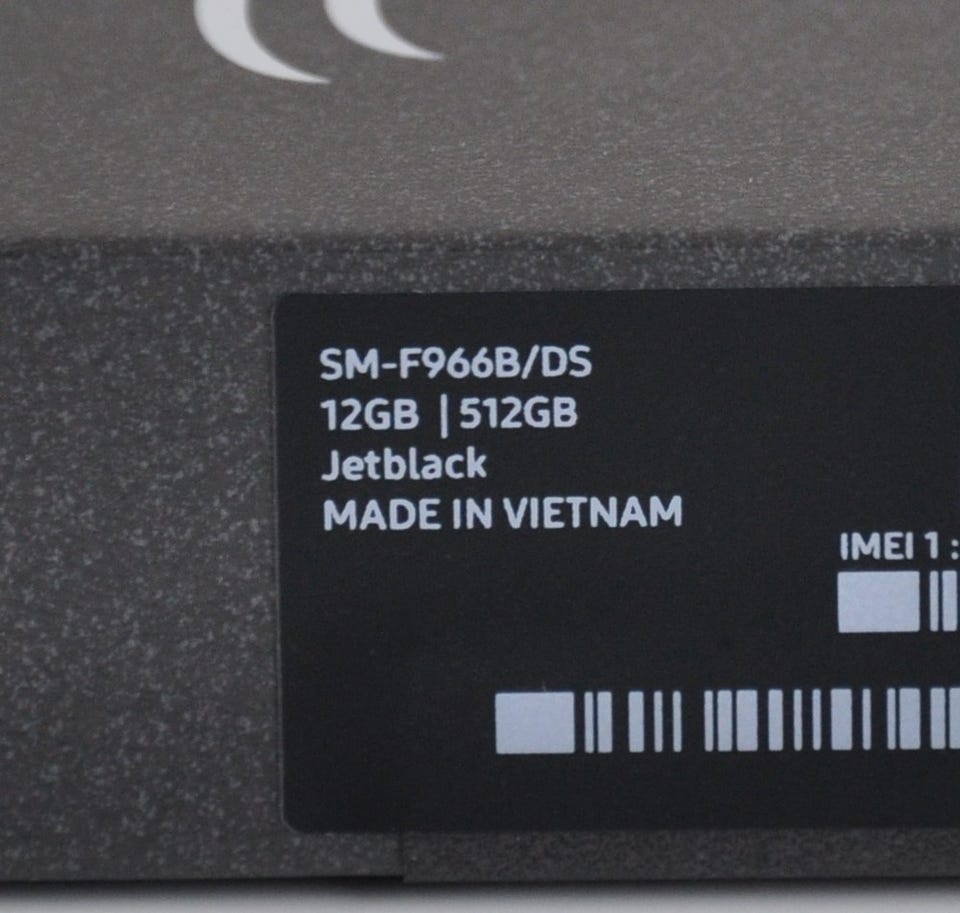 SM-F966B/DS
12GB | 512GB
Jetblack
MADE IN VIETNAM
IMEI 1 :